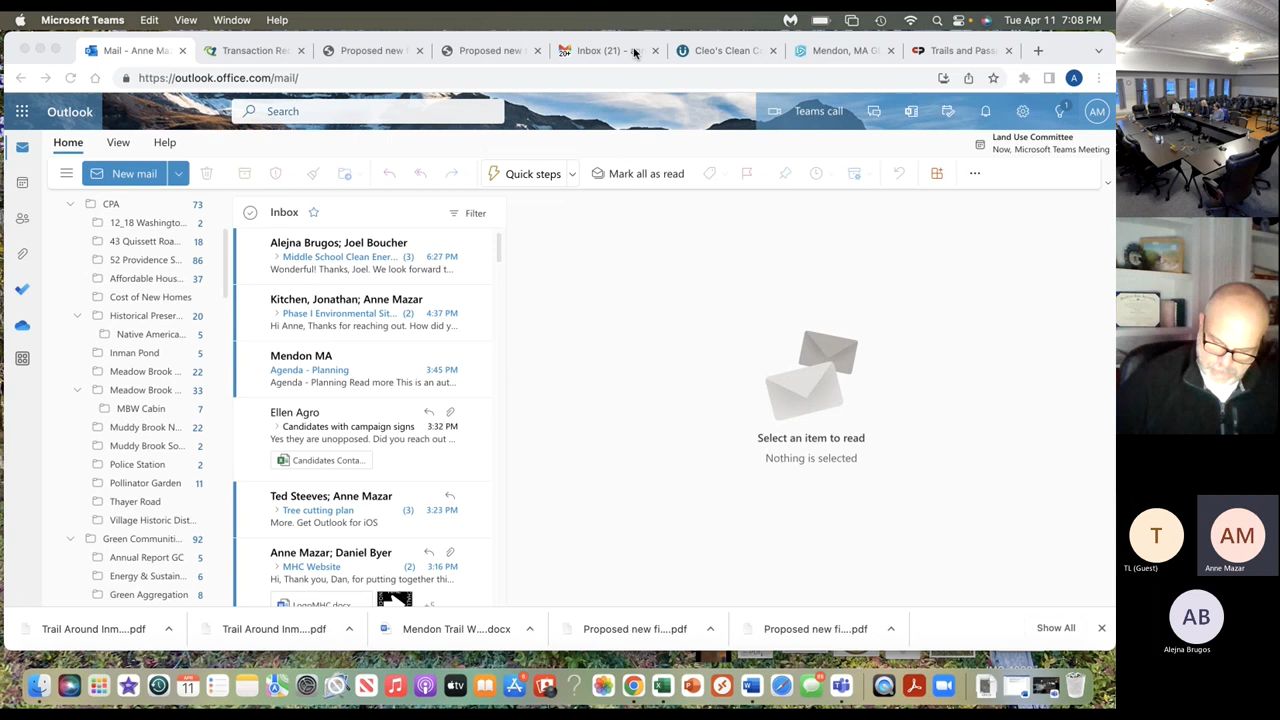 Microsoft Teams Edit View Window Help Tue Apr 11 7:08 PM
Mail - Anne Ma Transaction Rec Proposed new Proposed new Inbox (21) - Cleo's Clean C Mendon, MA G Trails and Pas
https://outlook.office.com/mail/ A
Outlook Search Teams call 1 AM
Home View Help Land Use Committee
Now, Microsoft Teams Meeting
New mail Quick steps Mark all as read ...
CPA 73
12_18 Washingto... 2
43 Quissett Roa... 18
52 Providence S... 86
Affordable Hous... 37
Cost of New Homes
Historical Preser... 20
Native America... 5
Inman Pond 5
Meadow Brook ... 22
Meadow Brook ... 33
MBW Cabin 7
Muddy Brook N... 22
Muddy Brook So... 2
Police Station 2
Pollinator Garden 11
Thayer Road
Village Historic Dist...
Green Communiti... 92
Annual Report GC 5
Energy & Sustain... 6
Green Aggregation 8
Inbox Filter
Alejna Brugos; Joel Boucher
Middle School Clean Ener... (3) 6:27 PM
Wonderful! Thanks, Joel. We look forward t...
Kitchen, Jonathan; Anne Mazar
Phase I Environmental Sit... (2) 4:37 PM
Hi Anne, Thanks for reaching out. How did y...
Mendon MA
Agenda - Planning 3:45 PM
Agenda - Planning Read more This is an aut...
Ellen Agro
Candidates with campaign signs 3:32 PM
Yes they are unopposed. Did you reach out ...
Candidates Conta...
Ted Steeves; Anne Mazar
Tree cutting plan (3) 3:23 PM
More. Get Outlook for iOS
Anne Mazar; Daniel Byer
MHC Website (2) 3:16 PM
Hi, Thank you, Dan, for putting together thi...
LogoMHC.docx +5
Select an item to read
Nothing is selected
Trail Around Inm....pdf Trail Around Inm....pdf Mendon Trail W....docx Proposed new fi....pdf Proposed new fi....pdf Show All
APR
11
tv
T
TL (Guest)
AM
Anne Mazar
AB
Alejna Brugos